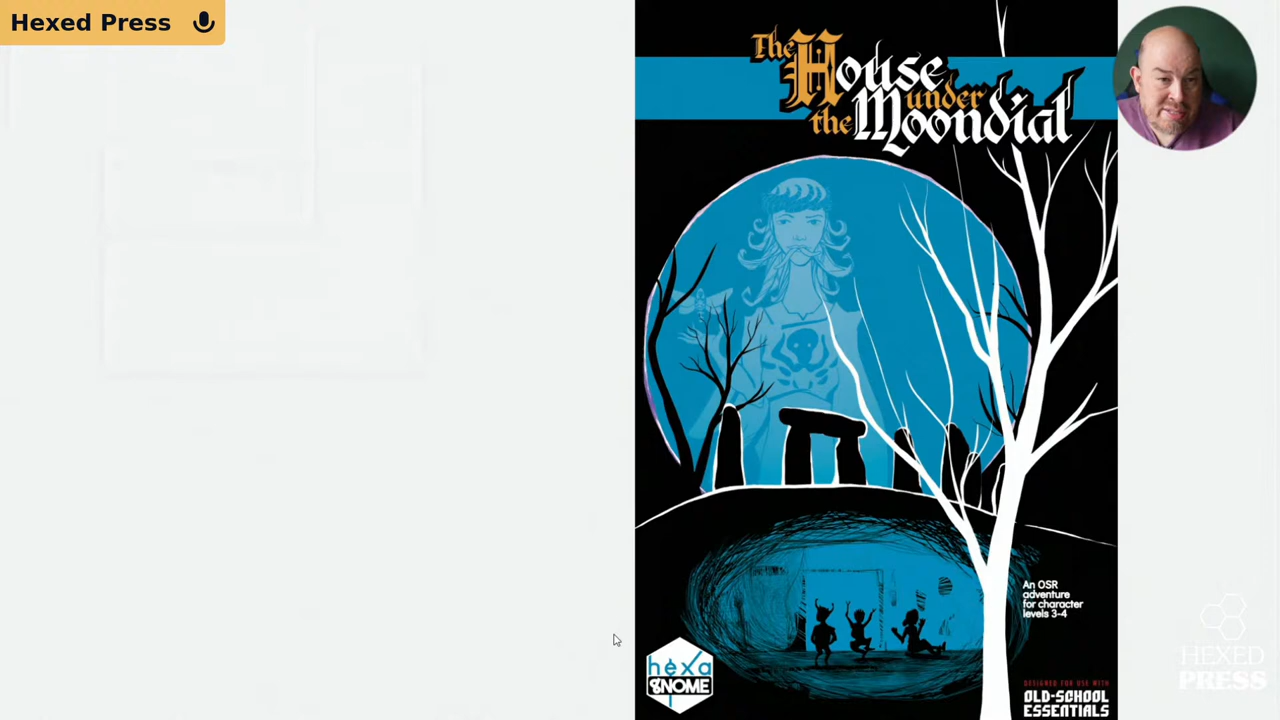 Hexed Press
The House
under
the Moondial
An OSR
adventure
for character
levels 3-4
hexa
GNOME
DESIGNED FOR USE WITH
OLD-SCHOOL
ESSENTIALS
HEXED
PRESS